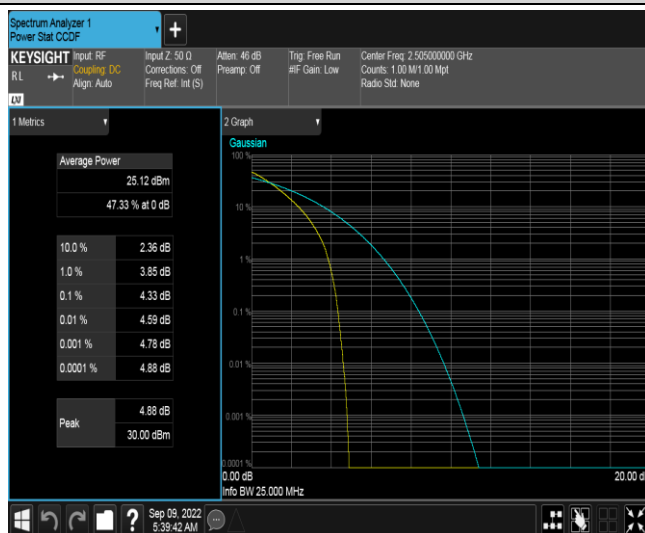 Spectrum Analyzer 1
Power Stat CCDF
+
KEYSIGHT
RL
LXI
Input: RF
Coupling: DC
Align: Auto
Input Z: 50 Ω
Corrections: Off
Freq Ref: Int (S)
Atten: 46 dB
Preamp: Off
Trig: Free Run
#IF Gain: Low
Center Freq: 2.505000000 GHz
Counts: 1.00 M/1.00 Mpt
Radio Std: None
1 Metrics
Average Power
25.12 dBm
47.33 % at 0 dB
10.0 % 2.36 dB
1.0 % 3.85 dB
0.1 % 4.33 dB
0.01 % 4.59 dB
0.001 % 4.78 dB
0.0001 % 4.88 dB
Peak
4.88 dB
30.00 dBm
2 Graph
Gaussian
100 %
10 %
1 %
0.1 %
0.01 %
0.001 %
0.0001 %
0.00 dB
20.00 d
Info BW 25.000 MHz
?
Sep 09, 2022
5:39:42 AM